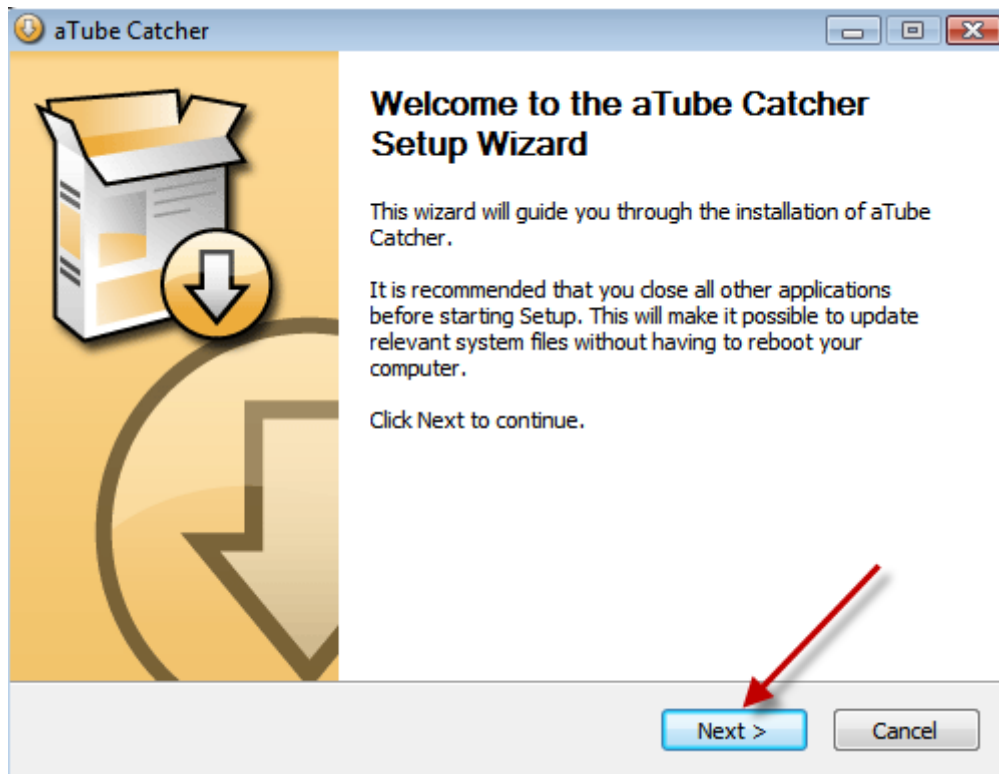 aTube Catcher
Welcome to the aTube Catcher
Setup Wizard
This wizard will guide you through the installation of aTube
Catcher.
It is recommended that you close all other applications
before starting Setup. This will make it possible to update
relevant system files without having to reboot your
computer.
Click Next to continue.
Next >
Cancel